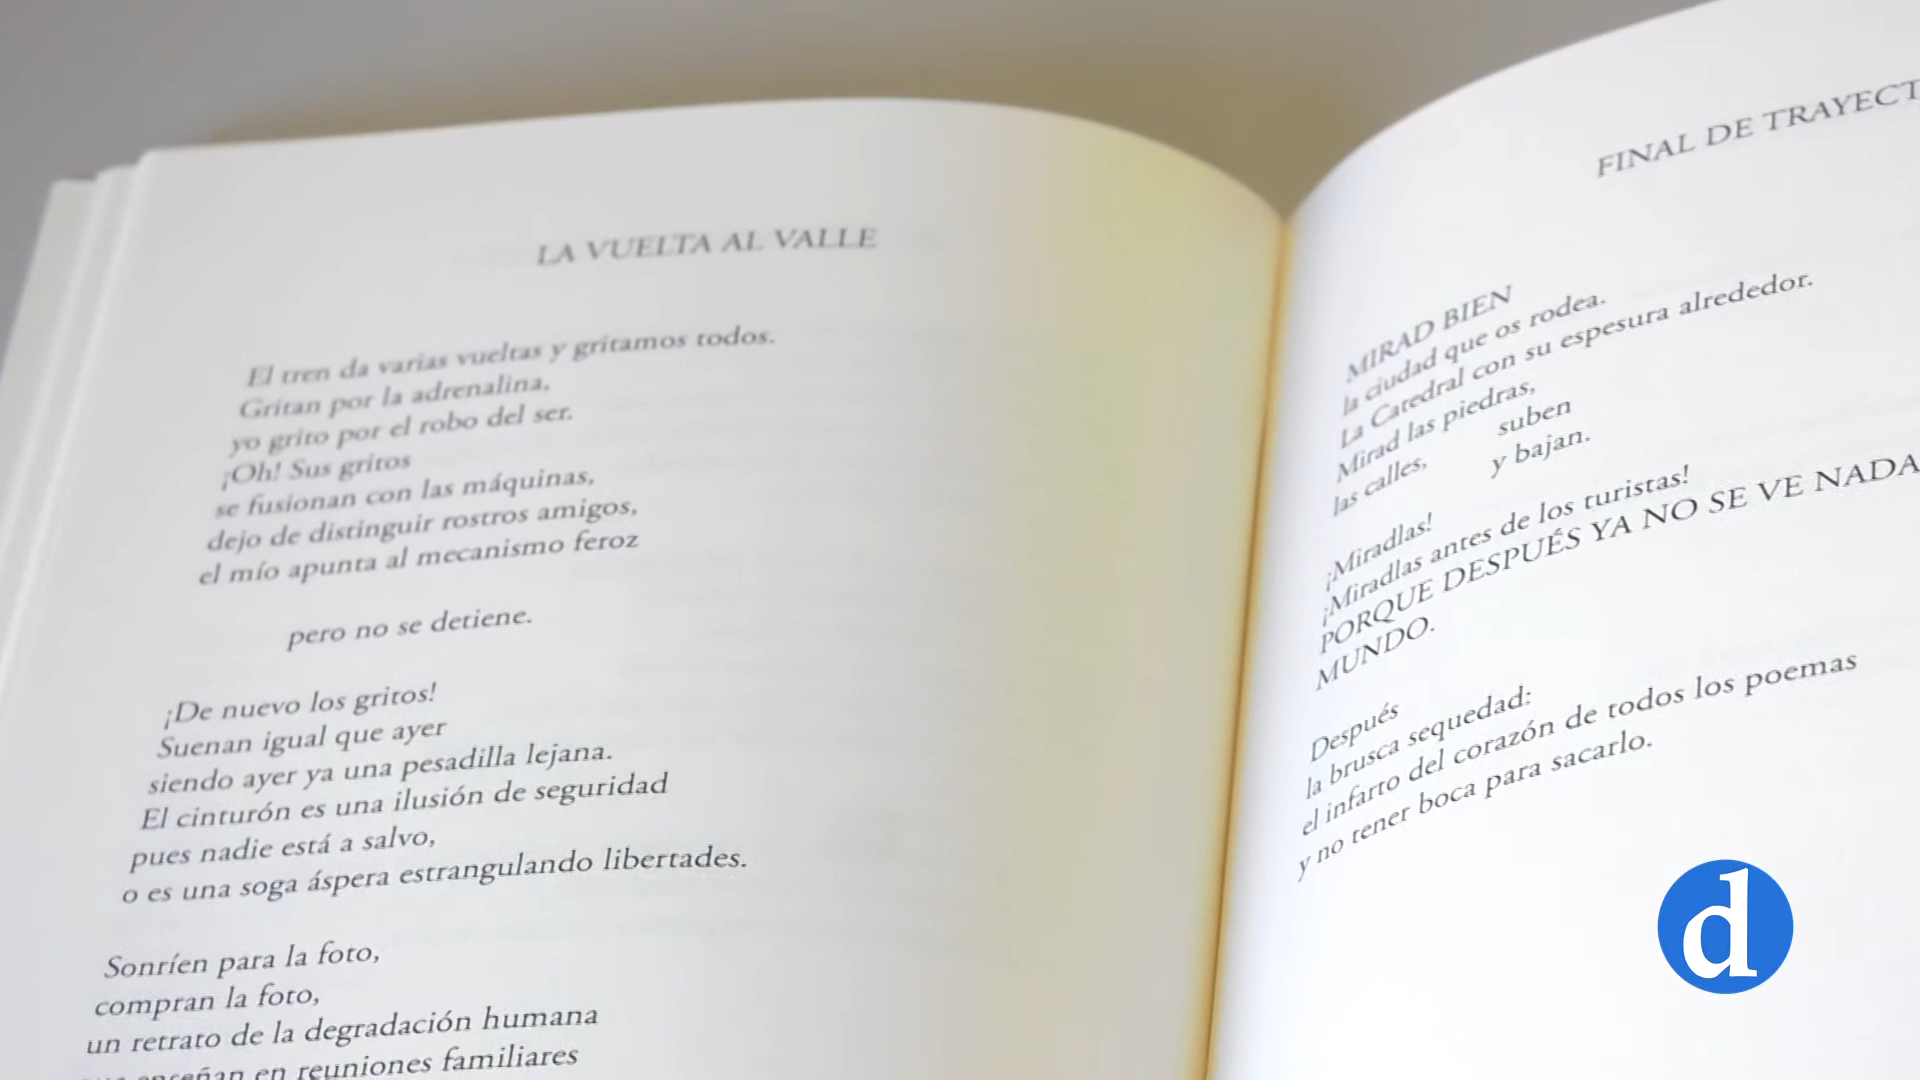 LA VUELTA AL VALLE
El tren da varias vueltas y gritamos todos.
Gritan por la adrenalina,
yo grito por el robo del ser.
¡Oh! Sus gritos
se fusionan con las máquinas,
dejo de distinguir rostros amigos,
el mío apunta al mecanismo feroz
pero no se detiene.
¡De nuevo los gritos!
Suenan igual que ayer
siendo ayer ya una pesadilla lejana.
El cinturón es una ilusión de seguridad
pues nadie está a salvo,
o es una soga áspera estrangulando libertades.
Sonríen para la foto,
compran la foto,
un retrato de la degradación humana
enseñan en reuniones familiares
FINAL DE TRAYECT
MIRAD BIEN
la ciudad que os rodea.
La Catedral con su espesura alrededor.
Mirad las piedras,
las calles, suben
y bajan.
¡Miradlas!
¡Miradlas antes de los turistas!
PORQUE DESPUÉS YA NO SE VE NADA
MUNDO.
Después
la brusca sequedad:
el infarto del corazón de todos los poemas
y no tener boca para sacarlo.
d